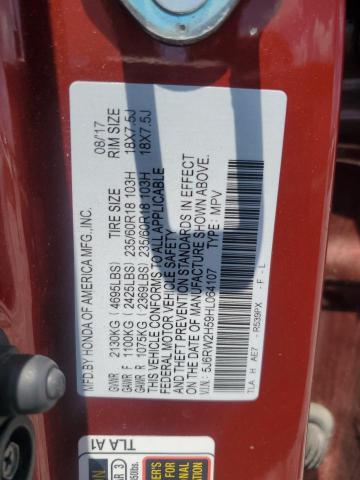 MFD.BY HONDA OF AMERICA MFG.,INC. 08/17
GVWR 2130KG (4695LBS) TIRE SIZE RIM SIZE
GAWR F 1100KG (2425LBS) 235/60R18 103H 18X7.5J
GAWR R 1075KG (2369LBS) 235/60R18 103H 18X7.5J
THIS VEHICLE CONFORMS TO ALL APPLICABLE
FEDERAL MOTOR VEHICLE SAFETY
AND THEFT PREVENTION STANDARDS IN EFFECT
ON THE DATE OF MANUFACTURE SHOWN ABOVE.
V.I.N.: 5J6RW2H59HL064107 TYPE: MPV
TLA H AE7 - R539PX - F - L
TLA A1